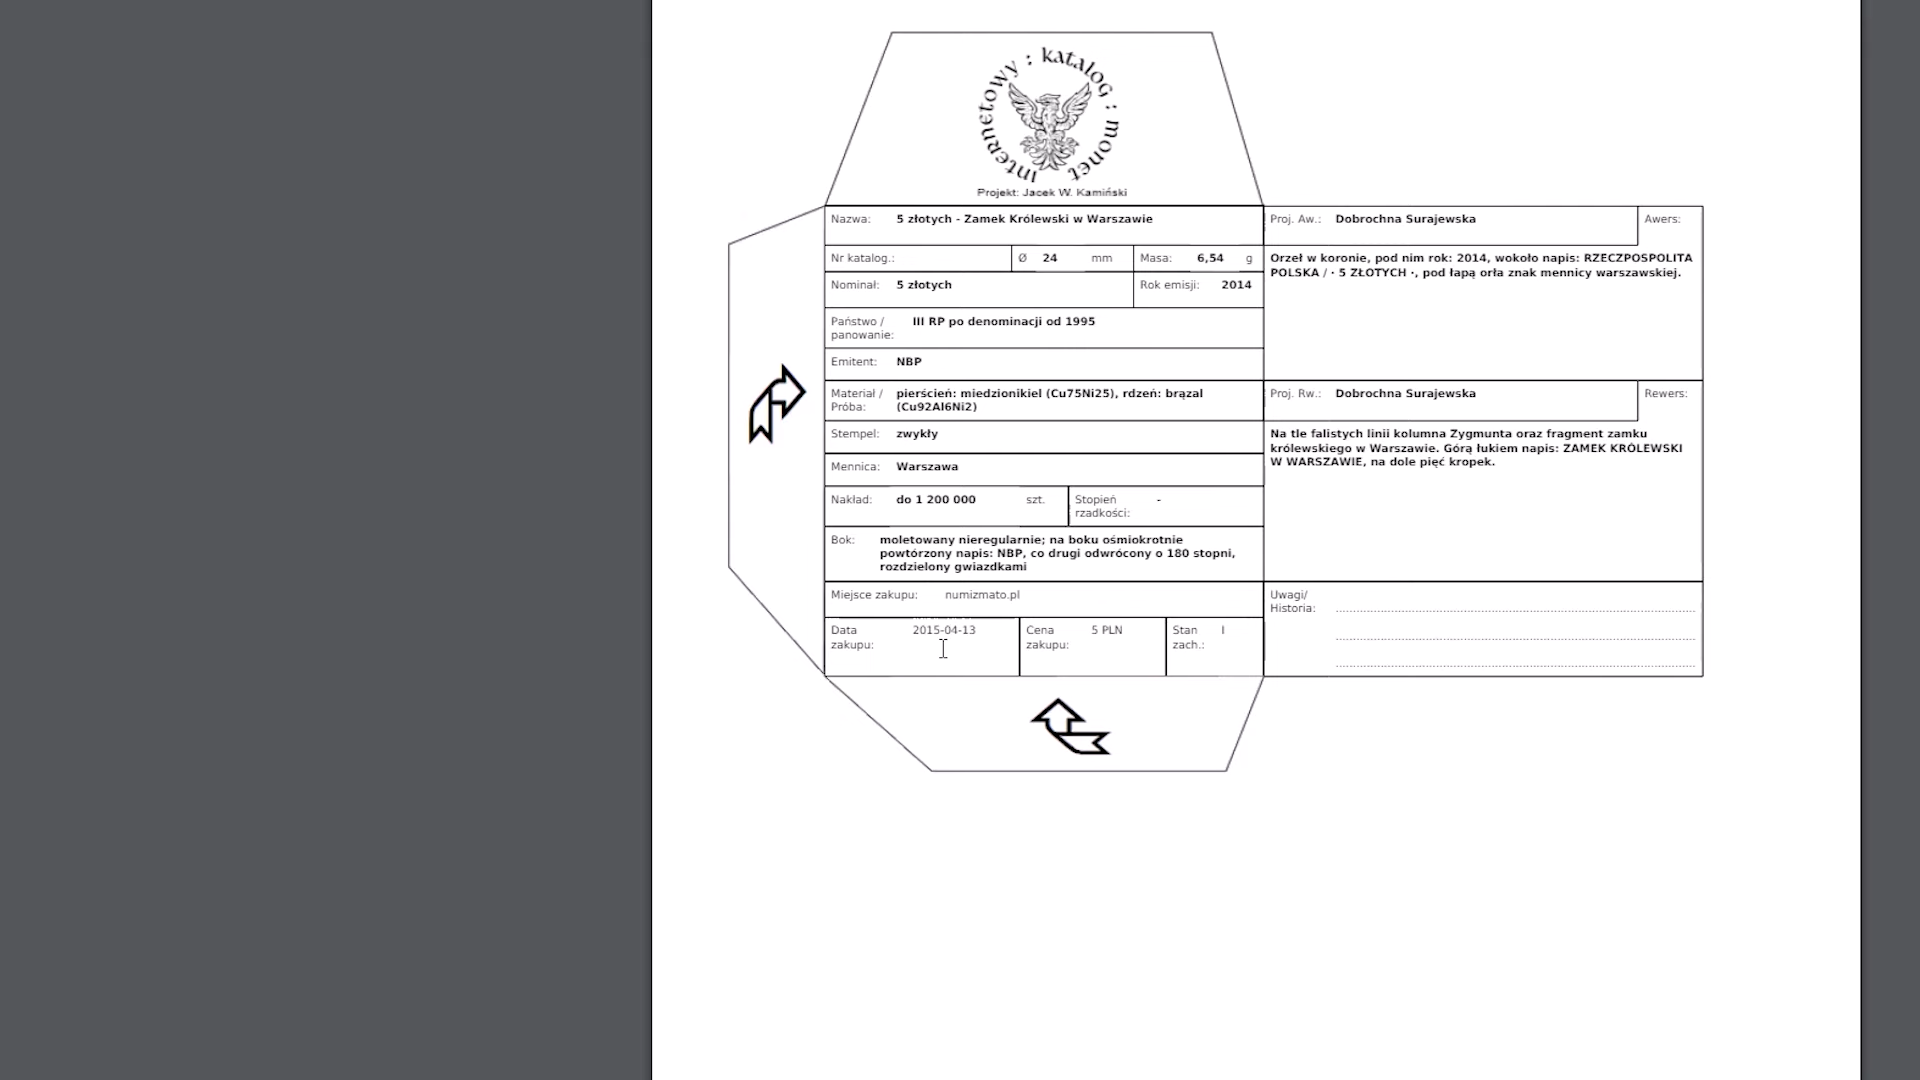 internetowy : katalog : monet
Projekt: Jacek W. Kamiński
Nazwa: 5 złotych - Zamek Królewski w Warszawie
Nr katalog.: Ø 24 mm Masa: 6,54 g
Nominał: 5 złotych Rok emisji: 2014
Państwo / III RP po denominacji od 1995
panowanie:
Emitent: NBP
Materiał / pierścień: miedzionikiel (Cu75Ni25), rdzeń: brązal
Próba: (Cu92Al6Ni2)
Stempel: zwykły
Mennica: Warszawa
Nakład: do 1 200 000 szt. Stopień -
rzadkości:
Bok: moletowany nieregularnie; na boku ośmiokrotnie
powtórzony napis: NBP, co drugi odwrócony o 180 stopni,
rozdzielony gwiazdkami
Miejsce zakupu: numizmato.pl
Data 2015-04-13 Cena 5 PLN Stan I
zakupu: zakupu: zach.:
Proj. Aw.: Dobrochna Surajewska Awers:
Orzeł w koronie, pod nim rok: 2014, wokoło napis: RZECZPOSPOLITA
POLSKA / · 5 ZŁOTYCH ·, pod łapą orła znak mennicy warszawskiej.
Proj. Rw.: Dobrochna Surajewska Rewers:
Na tle falistych linii kolumna Zygmunta oraz fragment zamku
królewskiego w Warszawie. Górą łukiem napis: ZAMEK KRÓLEWSKI
W WARSZAWIE, na dole pięć kropek.
Uwagi/
Historia: